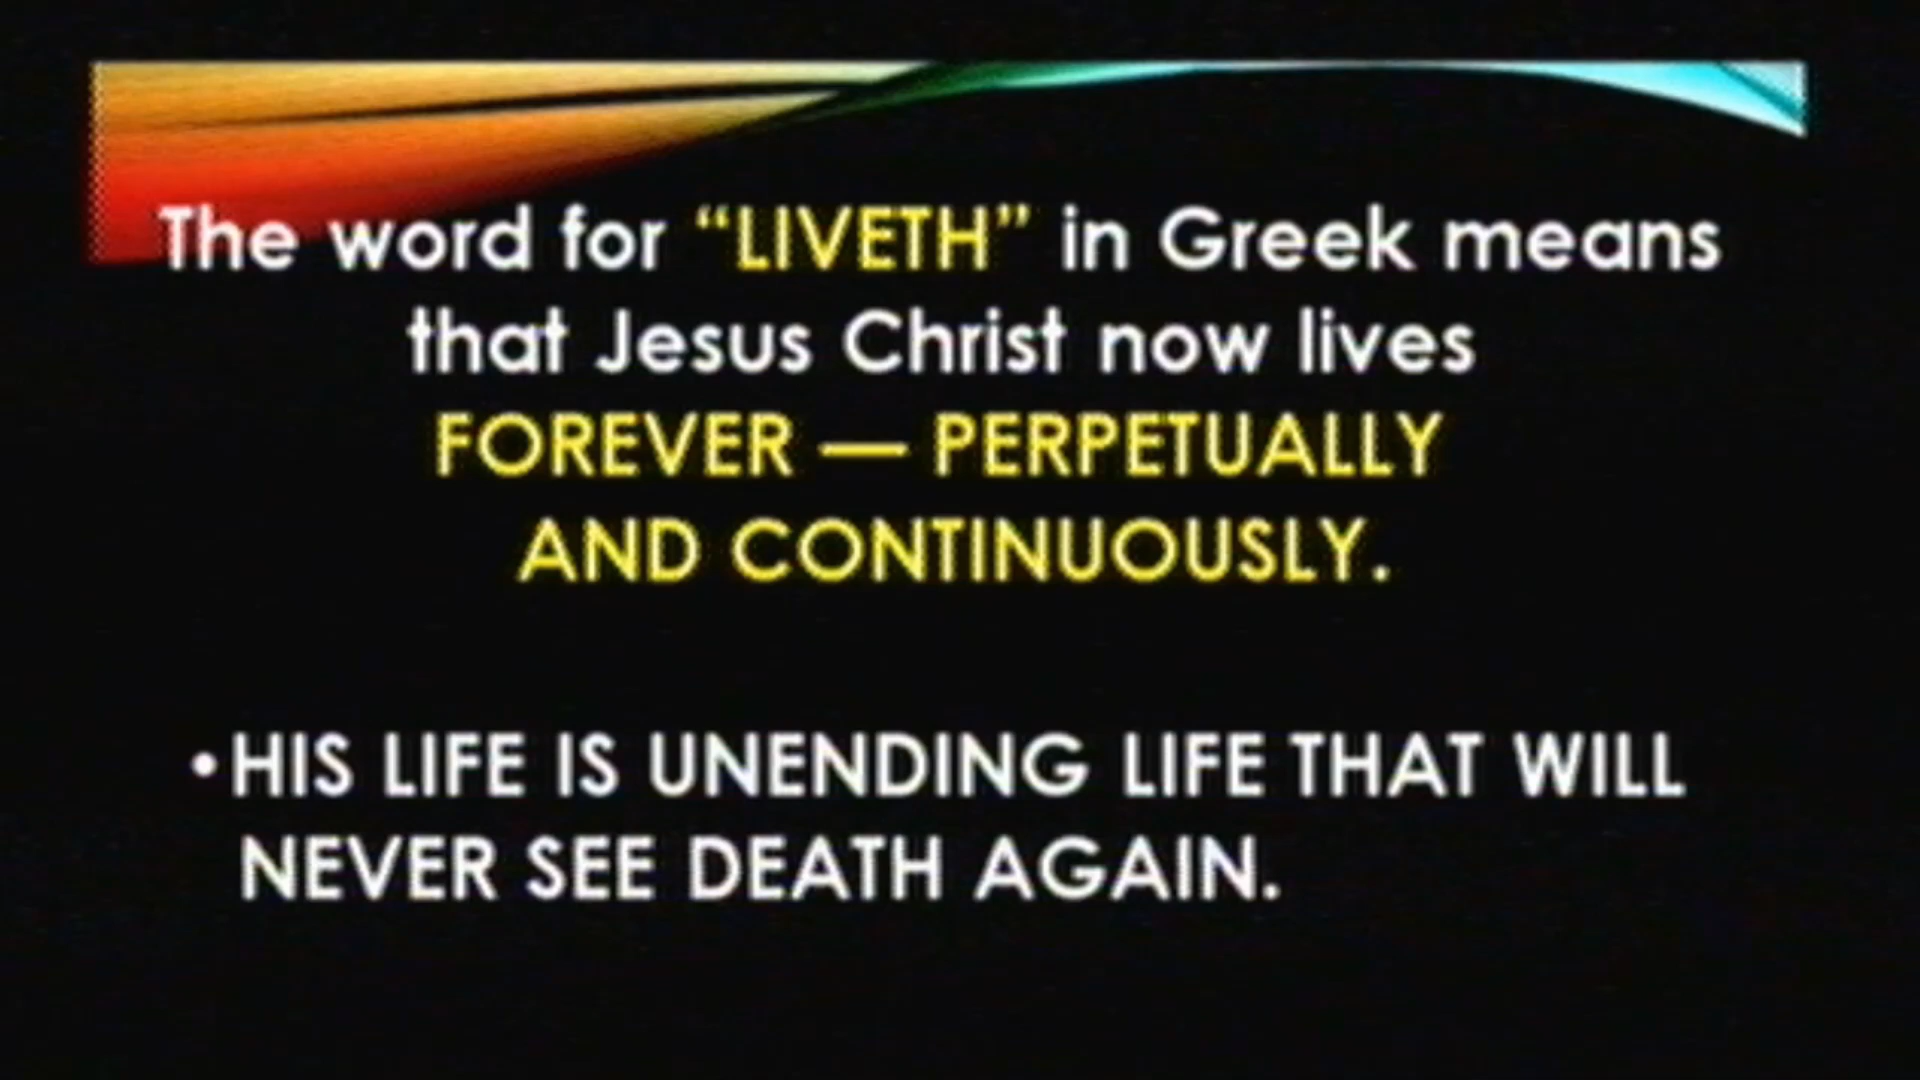 The word for “LIVETH” in Greek means
that Jesus Christ now lives
FOREVER — PERPETUALLY
AND CONTINUOUSLY.
•HIS LIFE IS UNENDING LIFE THAT WILL
NEVER SEE DEATH AGAIN.